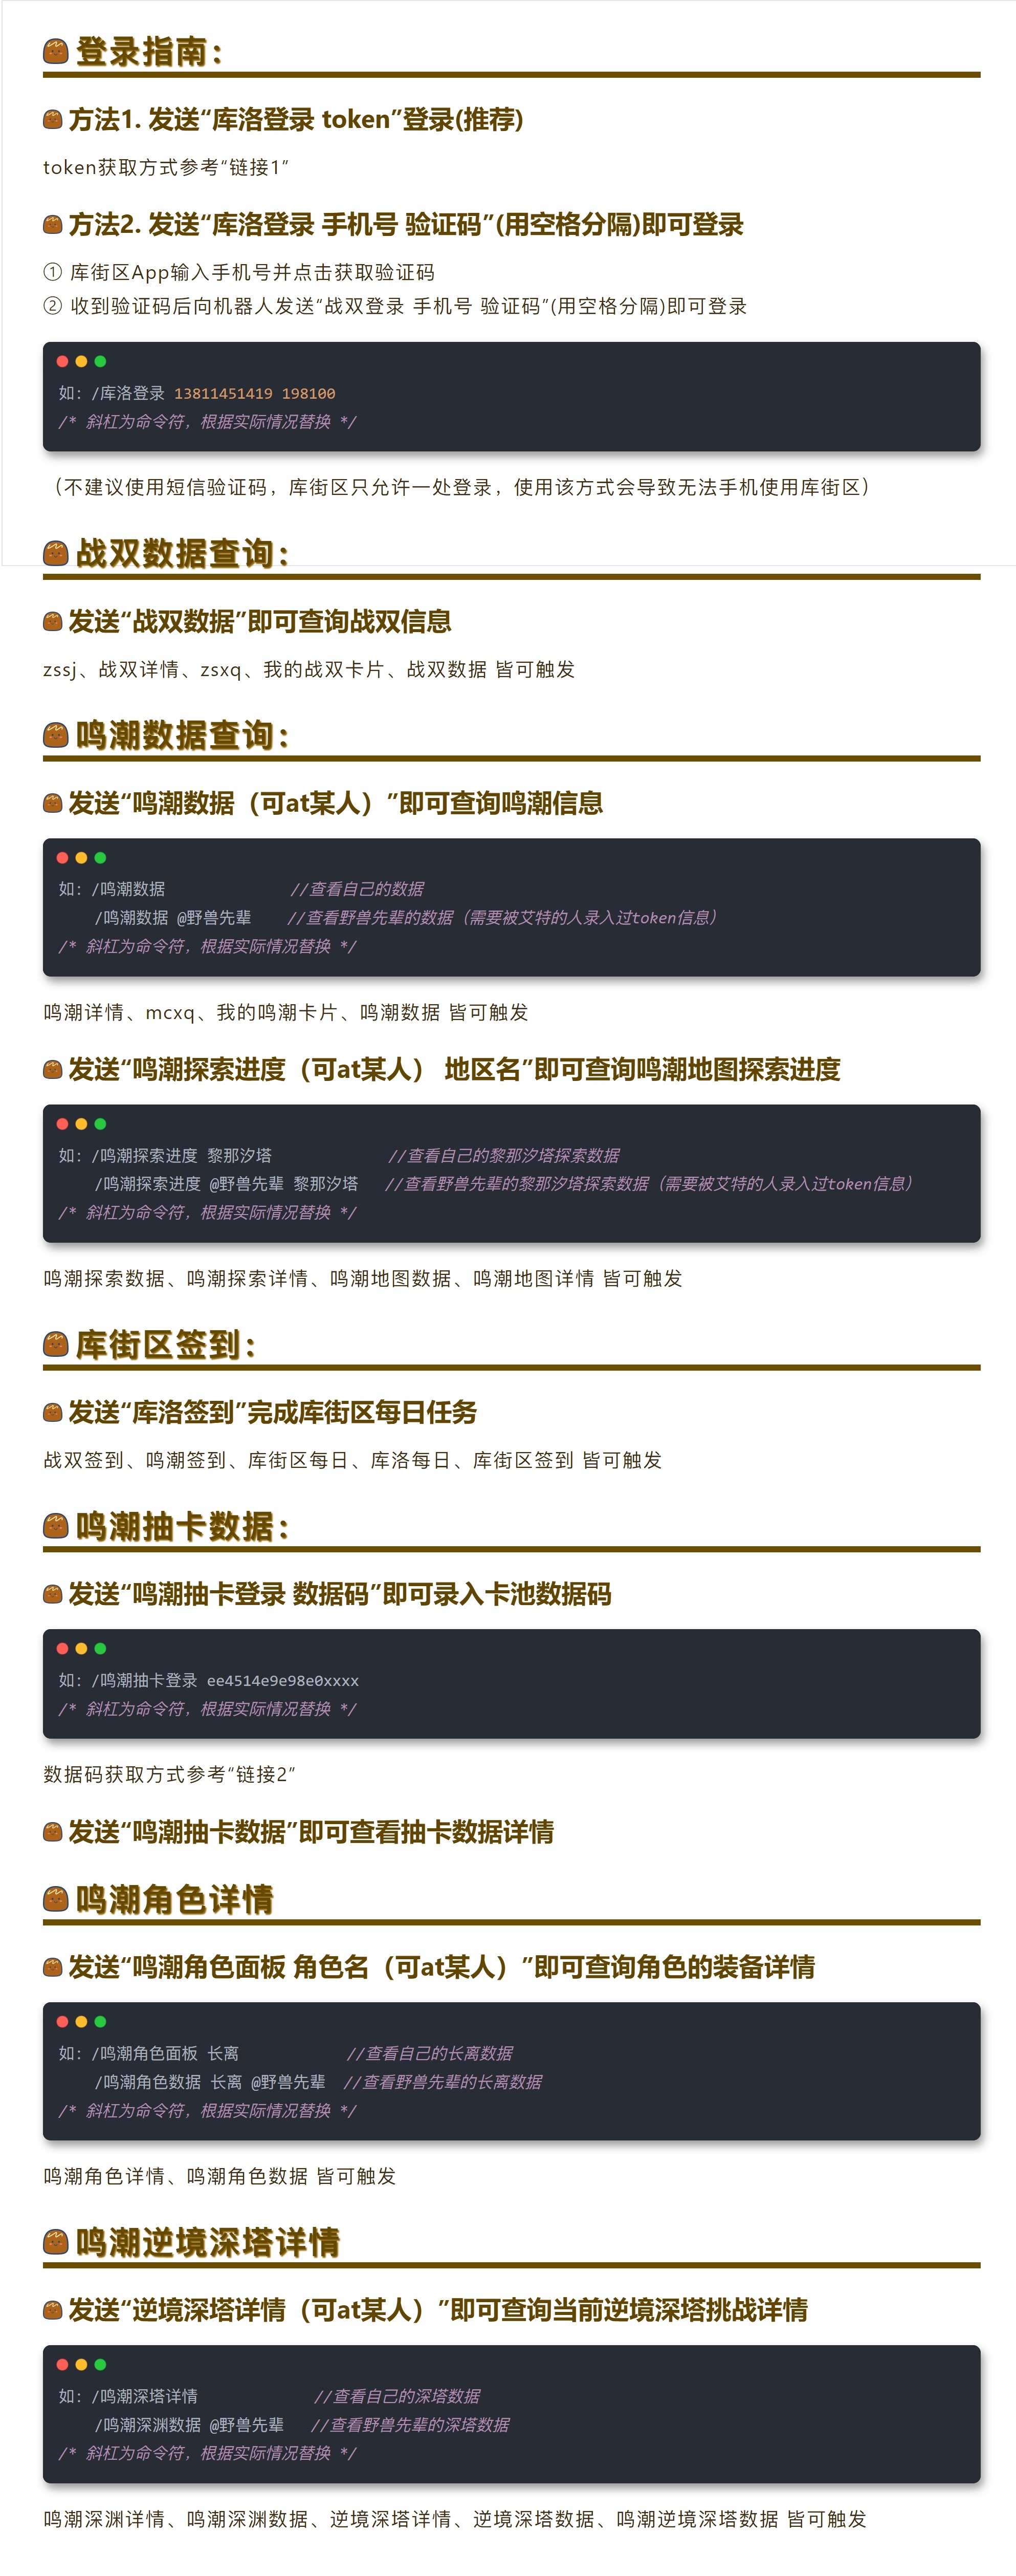 登录指南：
方法1. 发送“库洛登录 token”登录(推荐)
token获取方式参考“链接1”
方法2. 发送“库洛登录 手机号 验证码”(用空格分隔)即可登录
① 库街区App输入手机号并点击获取验证码
② 收到验证码后向机器人发送“战双登录 手机号 验证码”(用空格分隔)即可登录
如：/库洛登录 13811451419 198100
/* 斜杠为命令符，根据实际情况替换 */
（不建议使用短信验证码，库街区只允许一处登录，使用该方式会导致无法手机使用库街区）
战双数据查询：
发送“战双数据”即可查询战双信息
zssj、战双详情、zsxq、我的战双卡片、战双数据 皆可触发
鸣潮数据查询：
发送“鸣潮数据（可at某人）”即可查询鸣潮信息
如：/鸣潮数据 //查看自己的数据
/鸣潮数据 @野兽先辈 //查看野兽先辈的数据（需要被艾特的人录入过token信息）
/* 斜杠为命令符，根据实际情况替换 */
鸣潮详情、mcxq、我的鸣潮卡片、鸣潮数据 皆可触发
发送“鸣潮探索进度（可at某人） 地区名”即可查询鸣潮地图探索进度
如：/鸣潮探索进度 黎那汐塔 //查看自己的黎那汐塔探索数据
/鸣潮探索进度 @野兽先辈 黎那汐塔 //查看野兽先辈的黎那汐塔探索数据（需要被艾特的人录入过token信息）
/* 斜杠为命令符，根据实际情况替换 */
鸣潮探索数据、鸣潮探索详情、鸣潮地图数据、鸣潮地图详情 皆可触发
库街区签到：
发送“库洛签到”完成库街区每日任务
战双签到、鸣潮签到、库街区每日、库洛每日、库街区签到 皆可触发
鸣潮抽卡数据：
发送“鸣潮抽卡登录 数据码”即可录入卡池数据码
如：/鸣潮抽卡登录 ee4514e9e98e0xxxx
/* 斜杠为命令符，根据实际情况替换 */
数据码获取方式参考“链接2”
发送“鸣潮抽卡数据”即可查看抽卡数据详情
鸣潮角色详情
发送“鸣潮角色面板 角色名（可at某人）”即可查询角色的装备详情
如：/鸣潮角色面板 长离 //查看自己的长离数据
/鸣潮角色数据 长离 @野兽先辈 //查看野兽先辈的长离数据
/* 斜杠为命令符，根据实际情况替换 */
鸣潮角色详情、鸣潮角色数据 皆可触发
鸣潮逆境深塔详情
发送“逆境深塔详情（可at某人）”即可查询当前逆境深塔挑战详情
如：/鸣潮深塔详情 //查看自己的深塔数据
/鸣潮深渊数据 @野兽先辈 //查看野兽先辈的深塔数据
/* 斜杠为命令符，根据实际情况替换 */
鸣潮深渊详情、鸣潮深渊数据、逆境深塔详情、逆境深塔数据、鸣潮逆境深塔数据 皆可触发